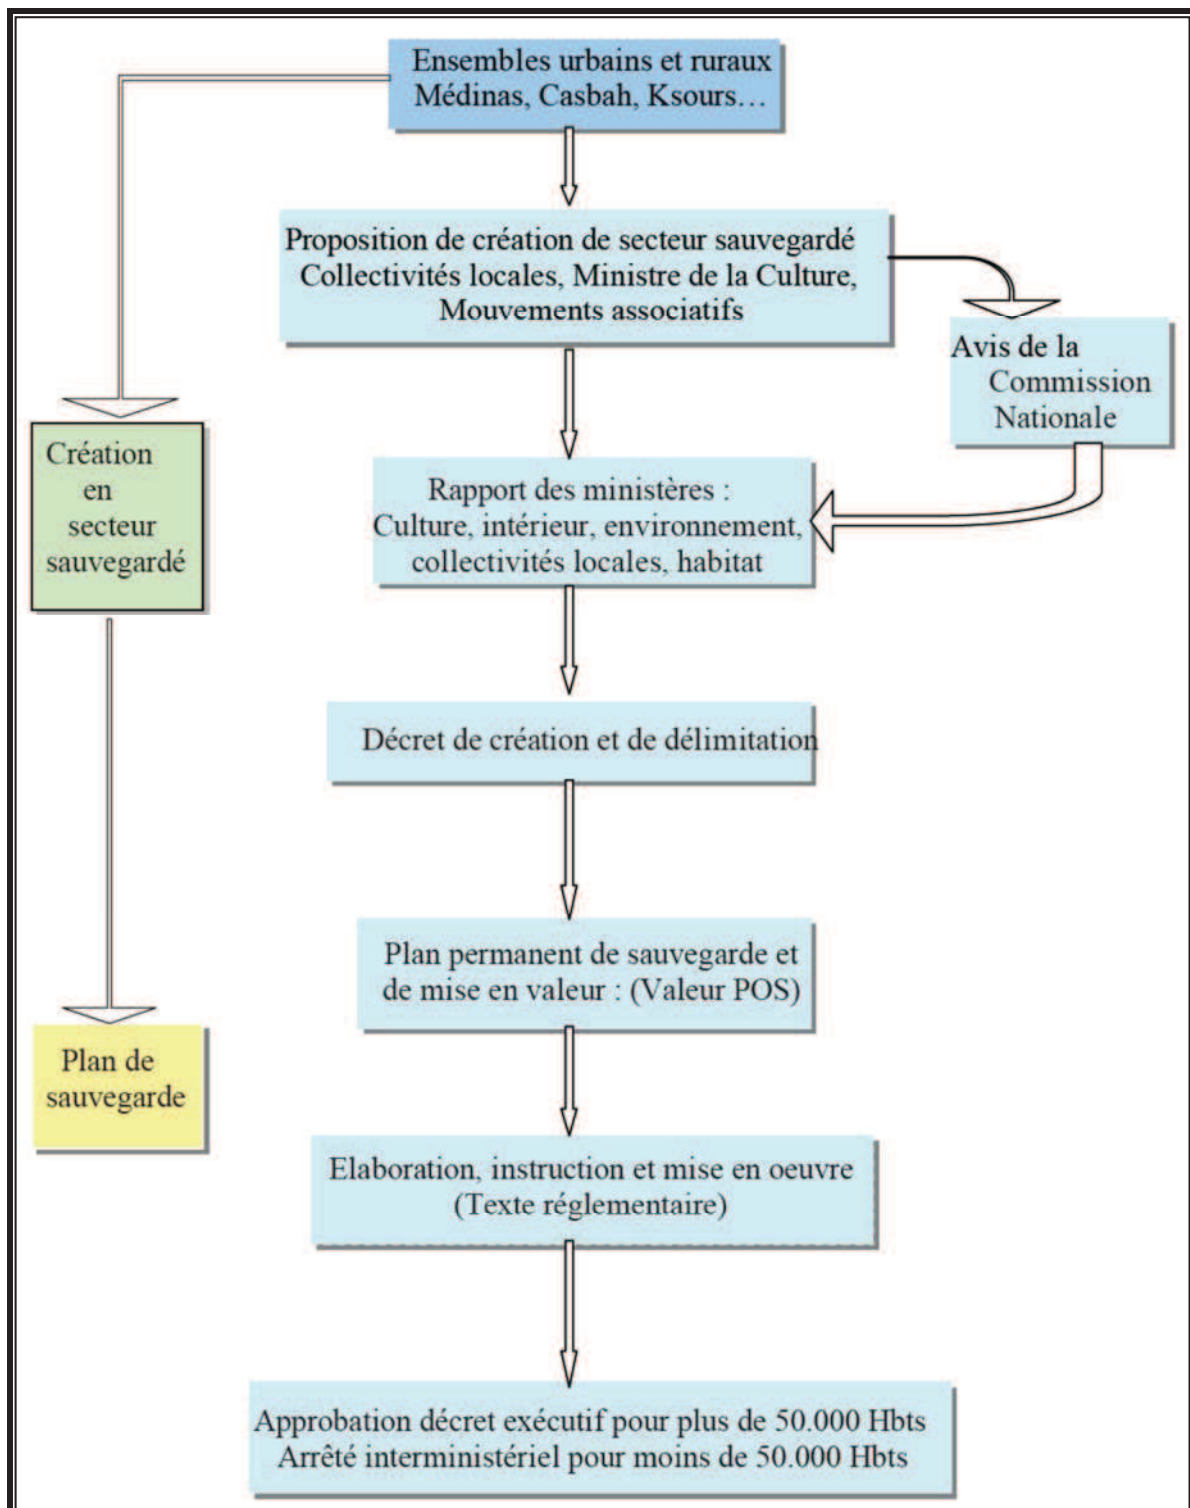 Ensembles urbains et ruraux
Médinas, Casbah, Ksours…
Proposition de création de secteur sauvegardé
Collectivités locales, Ministre de la Culture,
Mouvements associatifs
Avis de la
Commission
Nationale
Création
en
secteur
sauvegardé
Rapport des ministères :
Culture, intérieur, environnement,
collectivités locales, habitat
Décret de création et de délimitation
Plan permanent de sauvegarde et
de mise en valeur : (Valeur POS)
Plan de
sauvegarde
Elaboration, instruction et mise en oeuvre
(Texte réglementaire)
Approbation décret exécutif pour plus de 50.000 Hbts
Arrêté interministériel pour moins de 50.000 Hbts